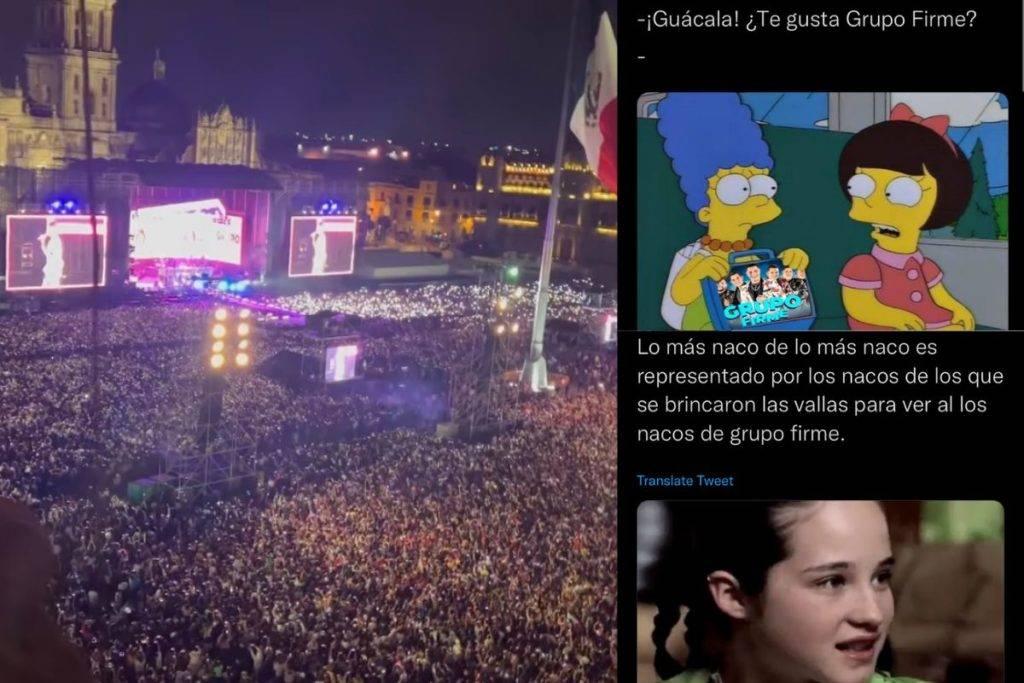 -¡Guácala! ¿Te gusta Grupo Firme?
-
GRUPO
FIRME
Lo más naco de lo más naco es
representado por los nacos de los que
se brincaron las vallas para ver al los
nacos de grupo firme.
Translate Tweet